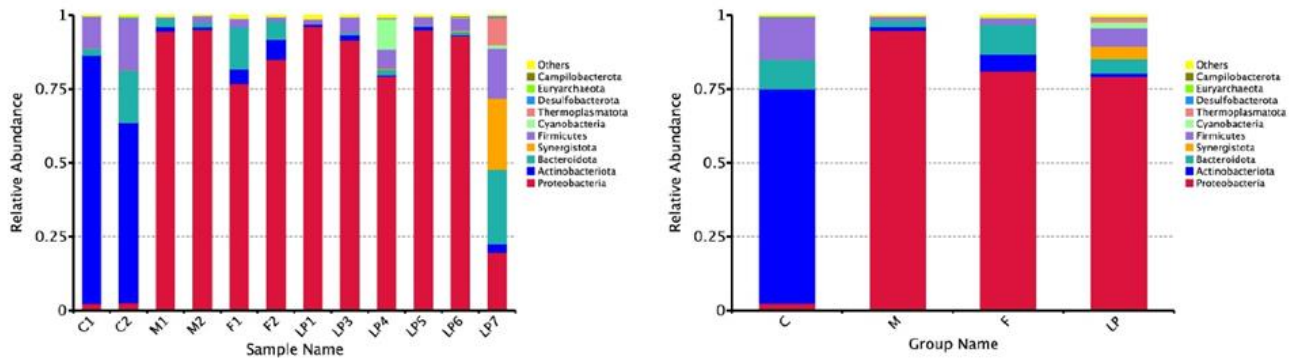 Relative Abundance
1
0.75
0.5
0.25
0
C1
C2
M1
M2
F1
F2
LP1
LP3
LP4
LP5
LP6
LP7
Sample Name
Others
Campilobacterota
Euryarchaeota
Desulfobacterota
Thermoplasmatota
Cyanobacteria
Firmicutes
Synergistota
Bacteroidota
Actinobacteriota
Proteobacteria
Relative Abundance
1
0.75
0.5
0.25
0
C
M
F
LP
Group Name
Others
Campilobacterota
Euryarchaeota
Desulfobacterota
Thermoplasmatota
Cyanobacteria
Firmicutes
Synergistota
Bacteroidota
Actinobacteriota
Proteobacteria